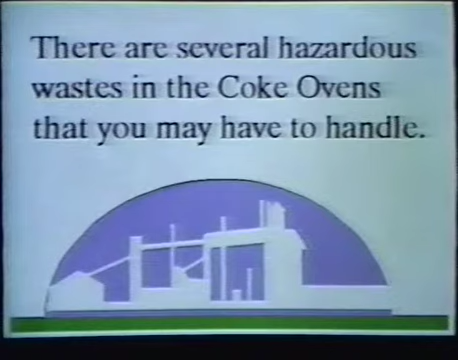 There are several hazardous
wastes in the Coke Ovens
that you may have to handle.